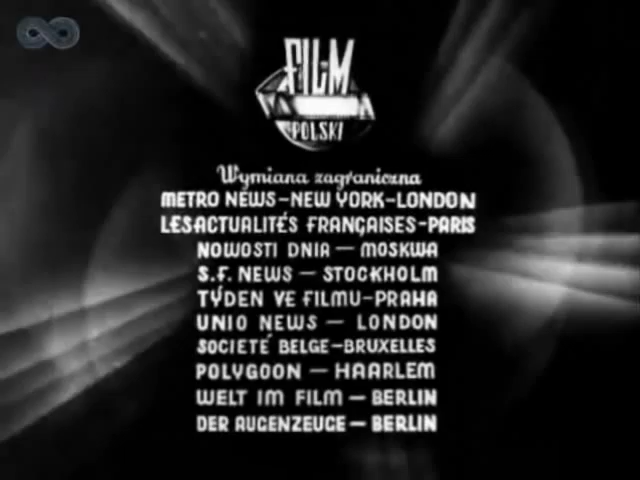 FILM
POLSKI
Wymiana zagraniczna
METRO NEWS–NEW YORK–LONDON
LES ACTUALITÉS FRANÇAISES–PARIS
NOWOSTI DNIA — MOSKWA
S.F. NEWS — STOCKHOLM
TÝDEN VE FILMU–PRAHA
UNIO NEWS — LONDON
SOCIETÉ BELGE–BRUXELLES
POLYGOON — HAARLEM
WELT IM FILM — BERLIN
DER AUGENZEUGE — BERLIN